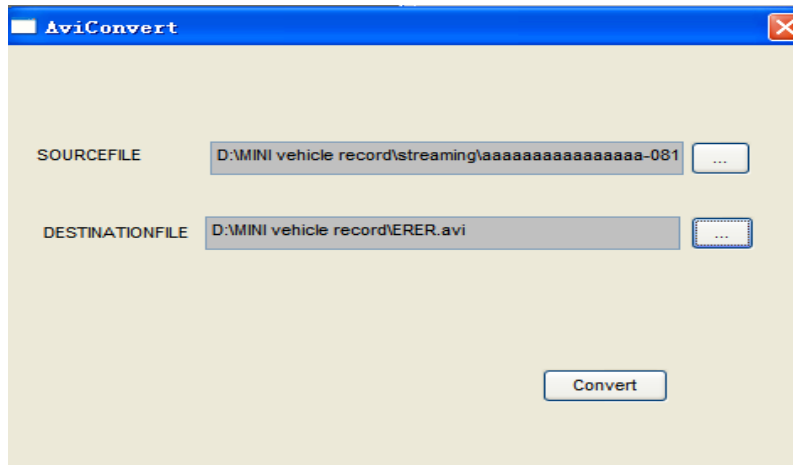 AviConvert
SOURCEFILE D:\MINI vehicle record\streaming\aaaaaaaaaaaaaaaa-081 ...
DESTINATIONFILE D:\MINI vehicle record\ERER.avi ...
Convert